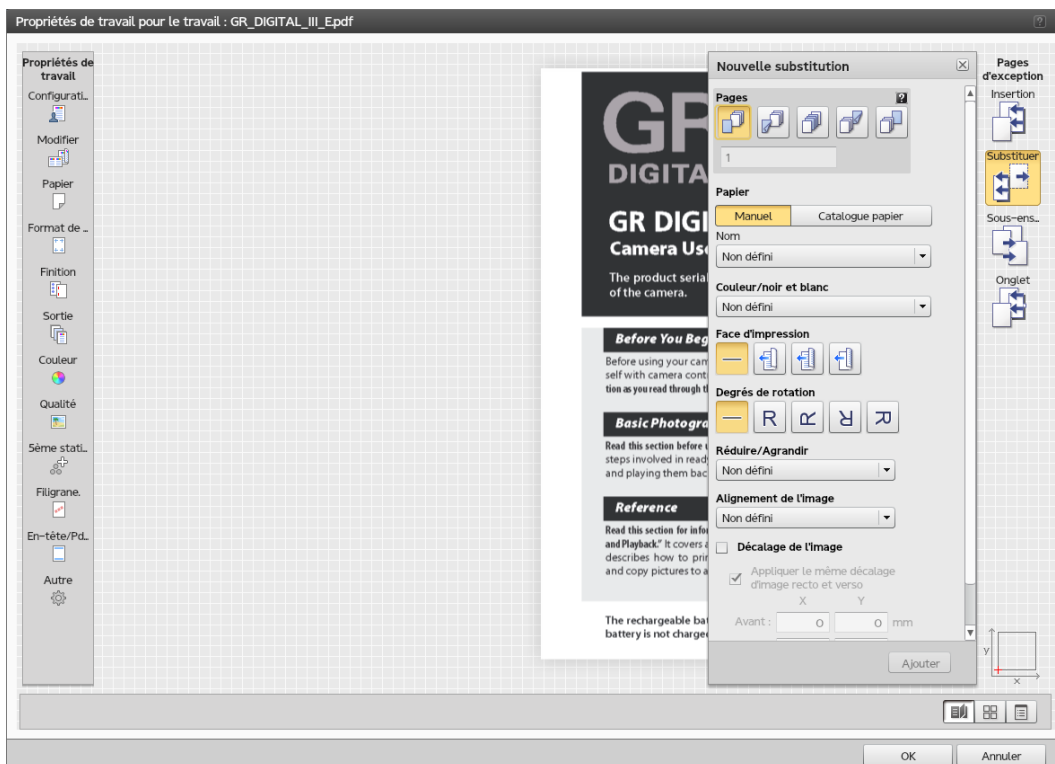 Propriétés de travail pour le travail : GR_DIGITAL_III_E.pdf
?
Propriétés de
travail
Configurati...
Modifier
Papier
Format de ...
Finition
Sortie
Couleur
Qualité
5ème stati...
Filigrane.
En-tête/Pd...
Autre
GR
DIGITA
GR DIGI
Camera Use
The product serial
of the camera.
Before You Beg
Before using your cam
self with camera cont
tion as you read through th
Basic Photogra
Read this section before u
steps involved in ready
and playing them bac
Reference
Read this section for infor
and Playback." It covers a
describes how to prin
and copy pictures to a
The rechargeable bat
battery is not charged
Nouvelle substitution
Pages
?
1
Papier
Manuel
Catalogue papier
Nom
Non défini
Couleur/noir et blanc
Non défini
Face d'impression
Degrés de rotation
R R R R
Réduire/Agrandir
Non défini
Alignement de l'image
Non défini
Décalage de l'image
Appliquer le même décalage
d'image recto et verso
X Y
Avant : 0 0 mm
Ajouter
Pages
d'exception
Insertion
Substituer
Sous-ens...
Onglet
Y
X
OK
Annuler